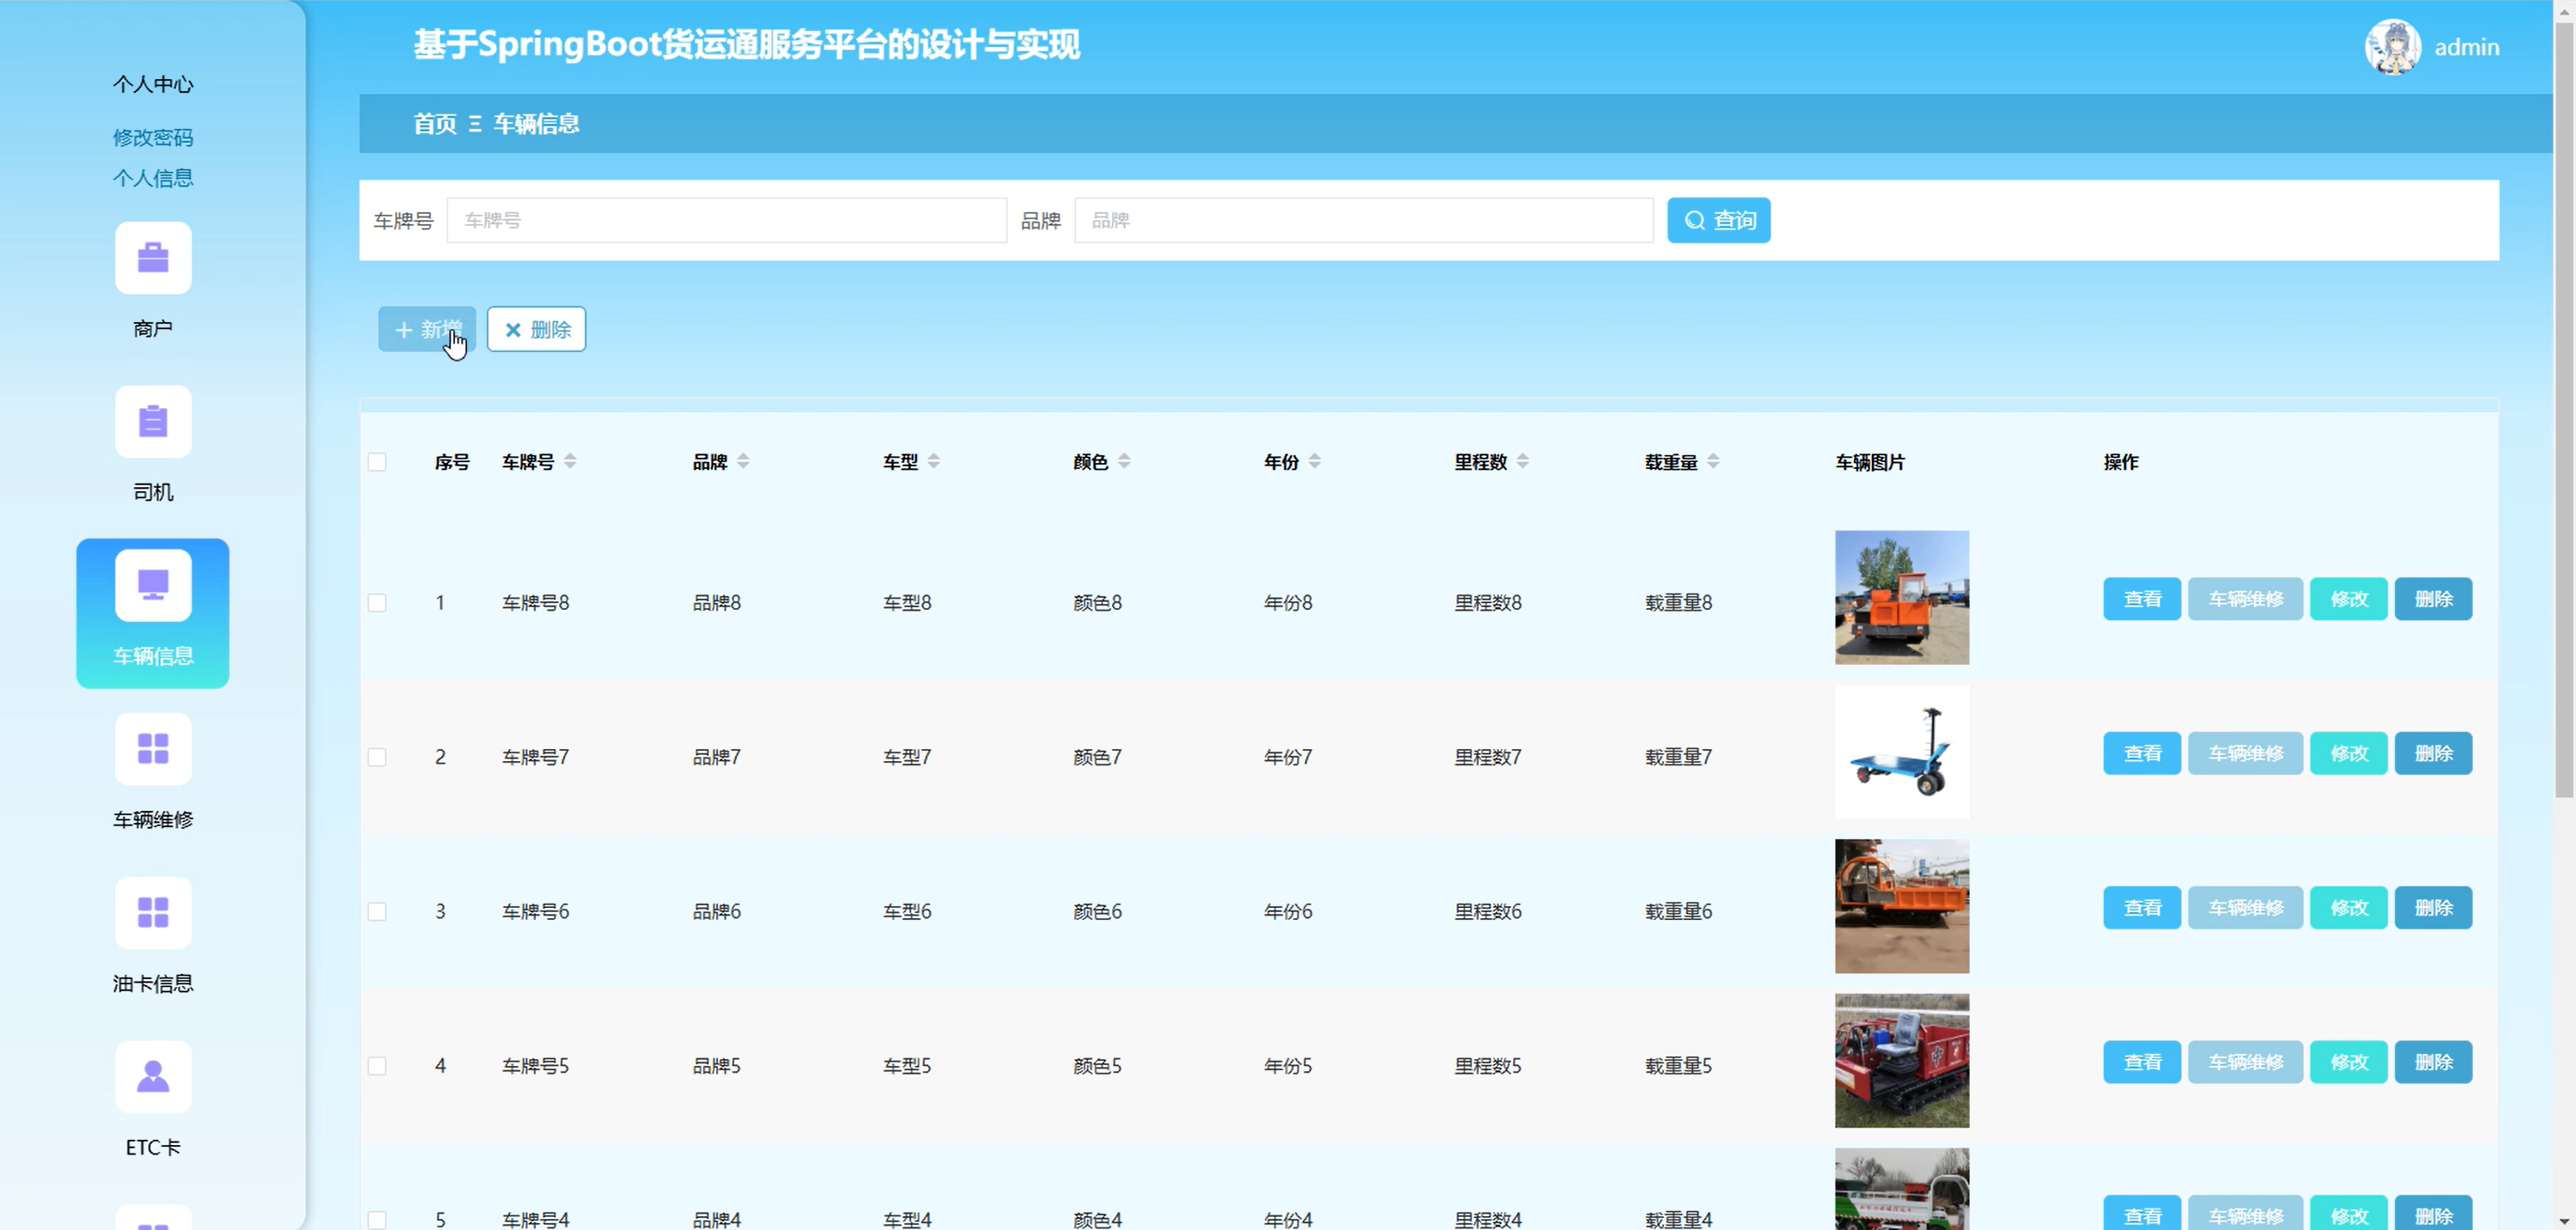 基于SpringBoot货运通服务平台的设计与实现
admin
个人中心
修改密码
个人信息
商户
司机
车辆信息
车辆维修
油卡信息
ETC卡
首页 Ξ 车辆信息
车牌号 车牌号 品牌 品牌 查询
新增 删除
序号 车牌号 品牌 车型 颜色 年份 里程数 载重量 车辆图片 操作
1 车牌号8 品牌8 车型8 颜色8 年份8 里程数8 载重量8 查看 车辆维修 修改 删除
2 车牌号7 品牌7 车型7 颜色7 年份7 里程数7 载重量7 查看 车辆维修 修改 删除
3 车牌号6 品牌6 车型6 颜色6 年份6 里程数6 载重量6 查看 车辆维修 修改 删除
4 车牌号5 品牌5 车型5 颜色5 年份5 里程数5 载重量5 查看 车辆维修 修改 删除
5 车牌号4 品牌4 车型4 颜色4 年份4 里程数4 载重量4 查看 车辆维修 修改 删除